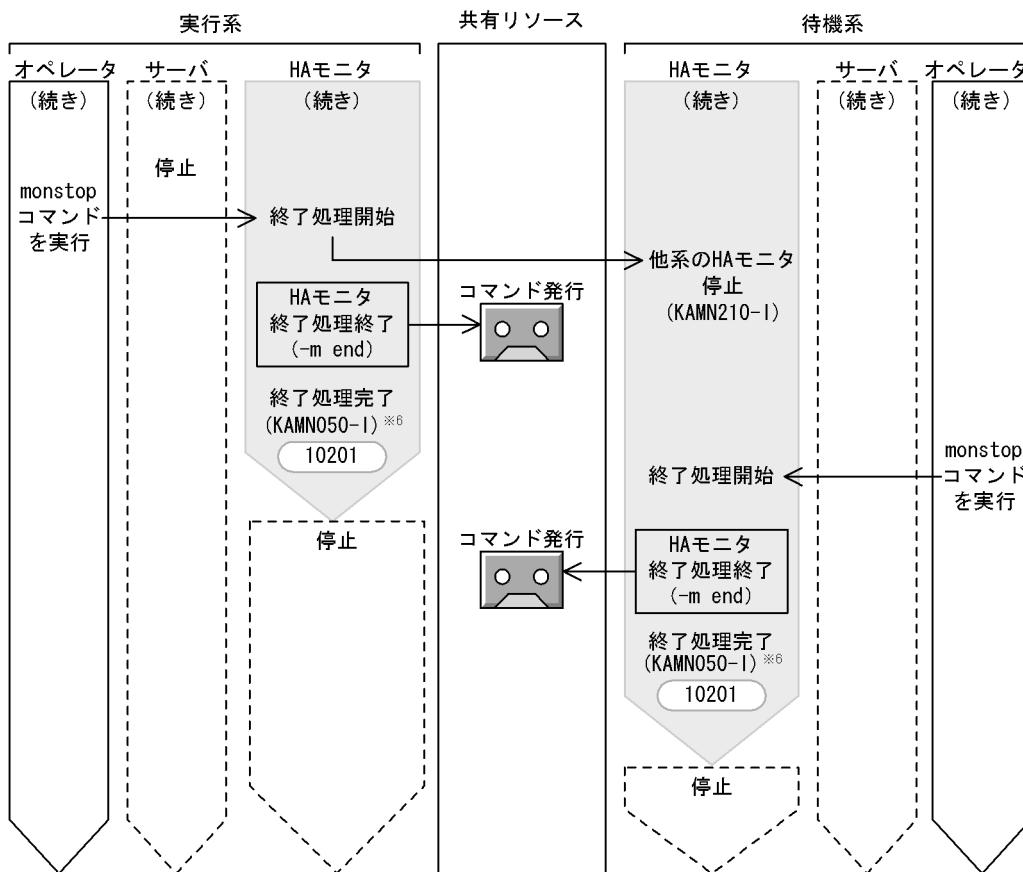 実行系
共有リソース
待機系
オペレータ
サーバ
HAモニタ
HAモニタ
サーバ
オペレータ
(続き)
(続き)
(続き)
(続き)
(続き)
(続き)
停止
monstop
コマンド
を実行
終了処理開始
他系のHAモニタ
停止
(KAMN210-I)
HAモニタ
終了処理終了
(-m end)
コマンド発行
終了処理完了
(KAMN050-I)※6
10201
停止
monstop
コマンド
を実行
終了処理開始
コマンド発行
HAモニタ
終了処理終了
(-m end)
終了処理完了
(KAMN050-I)※6
10201
停止